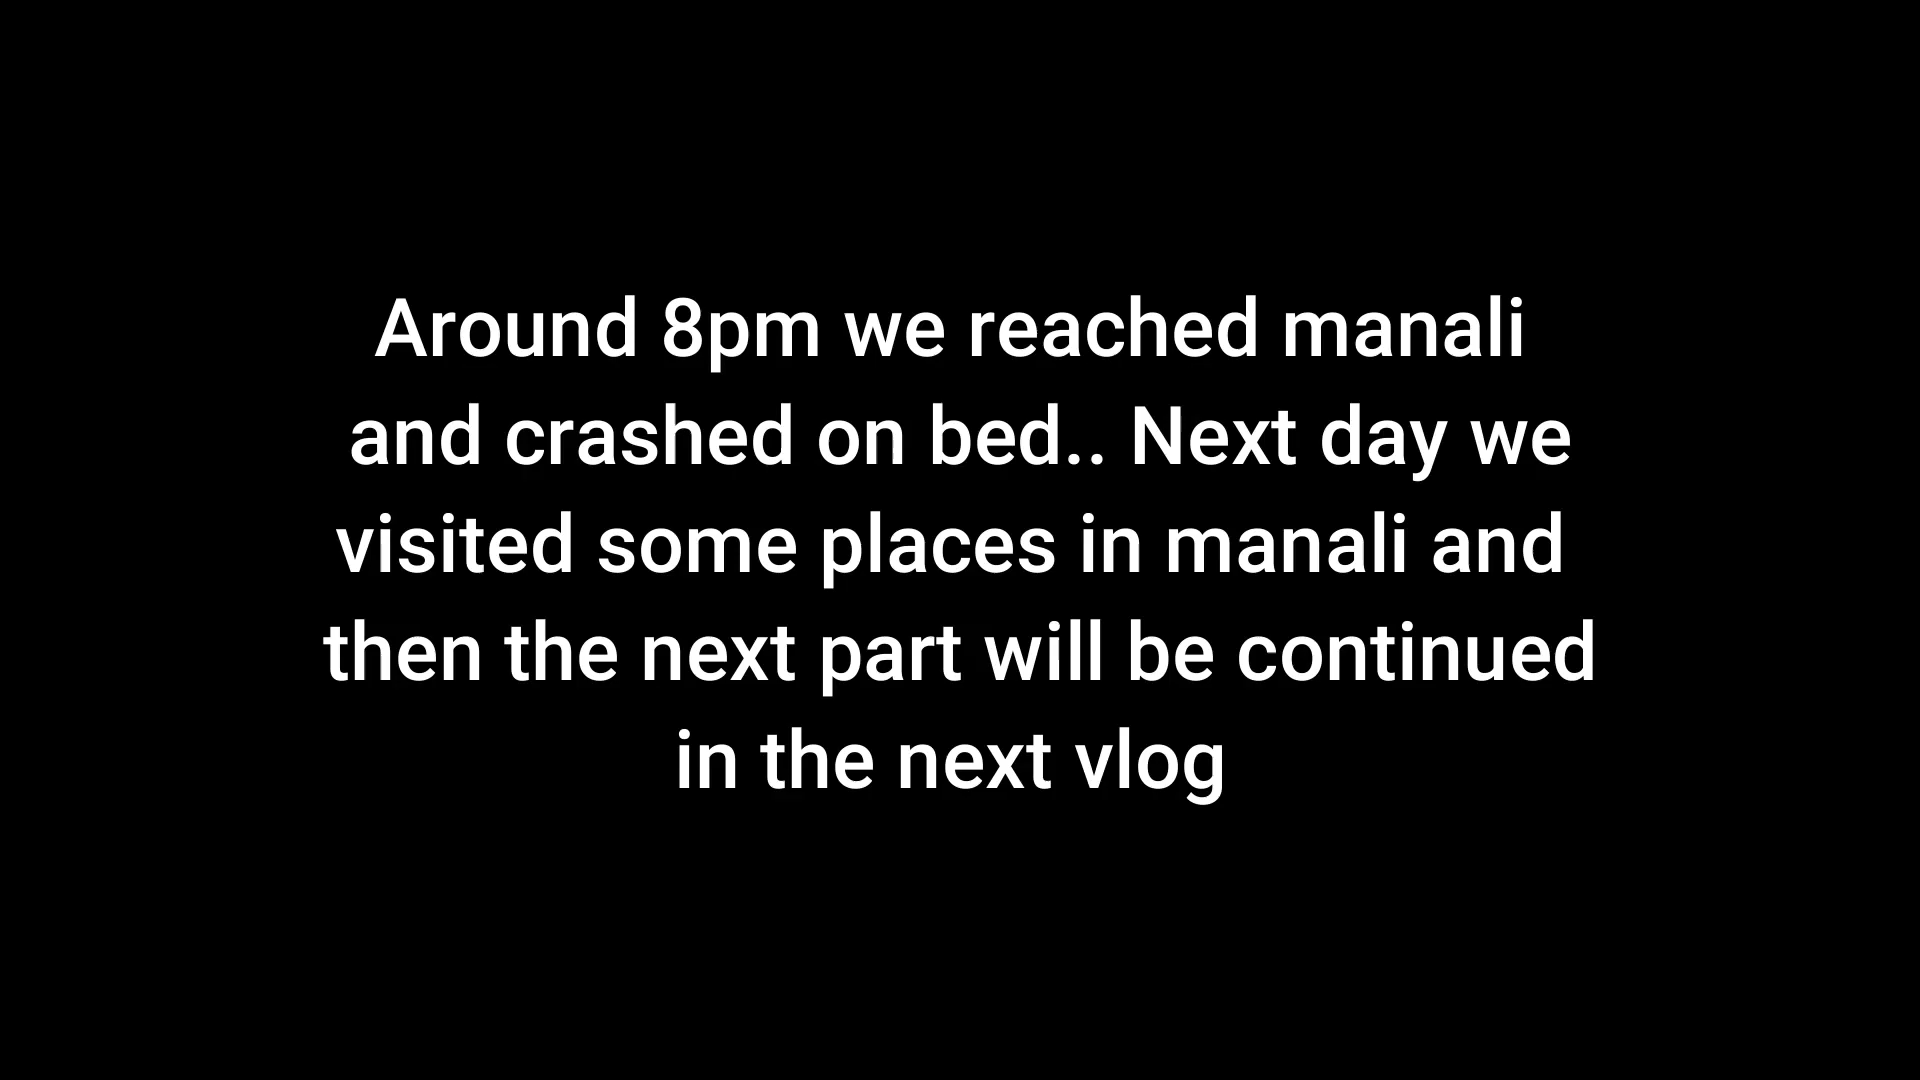 Around 8pm we reached manali
and crashed on bed.. Next day we
visited some places in manali and
then the next part will be continued
in the next vlog